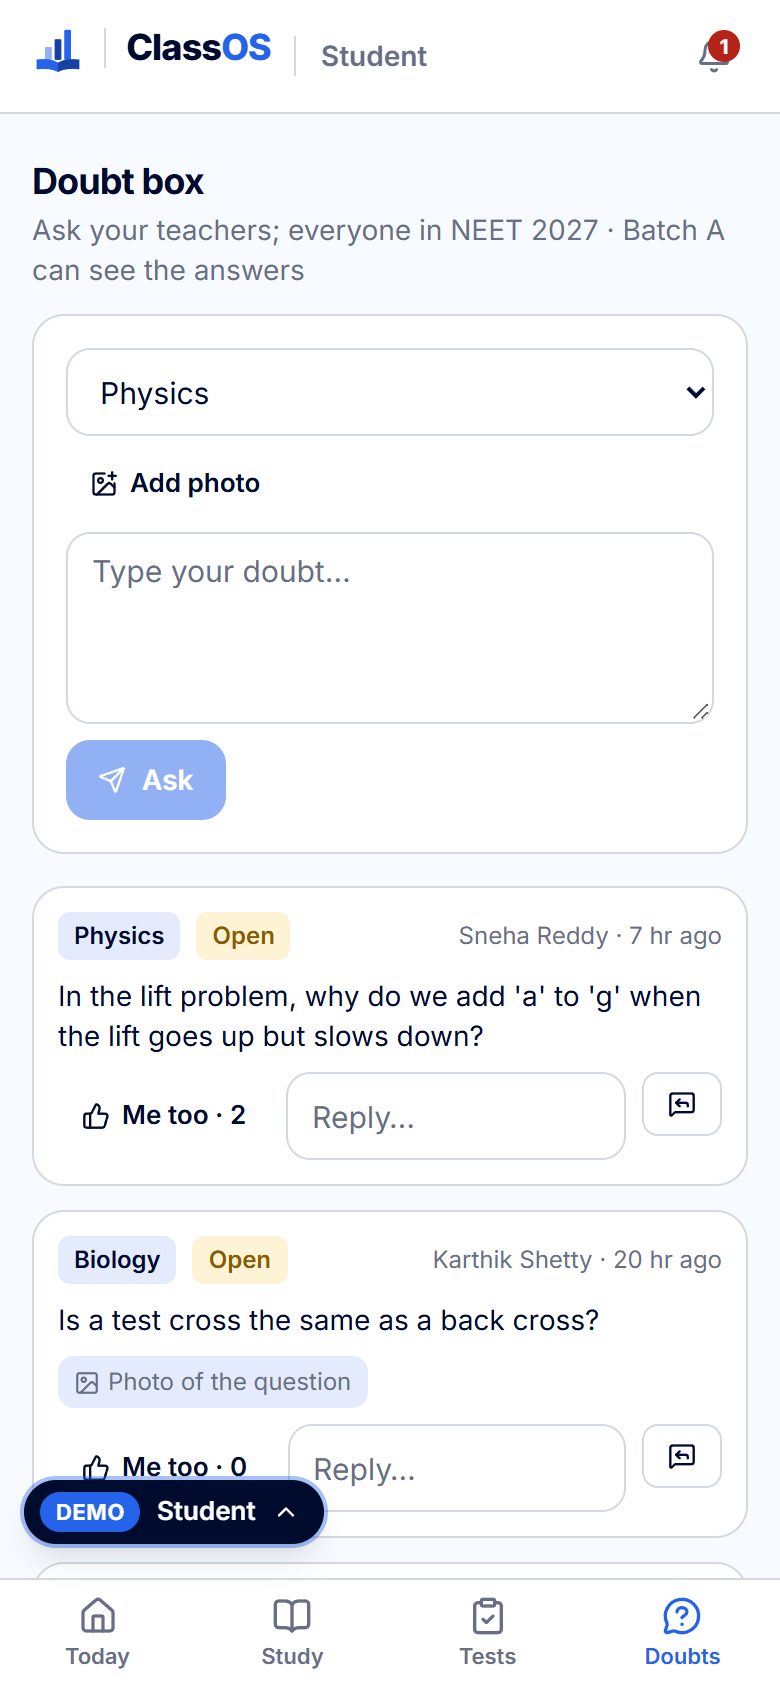 ClassOS
Student
1
Doubt box
Ask your teachers; everyone in NEET 2027 · Batch A
can see the answers
Physics
Add photo
Type your doubt...
Ask
Physics
Open
Sneha Reddy · 7 hr ago
In the lift problem, why do we add 'a' to 'g' when
the lift goes up but slows down?
Me too · 2
Reply...
Biology
Open
Karthik Shetty · 20 hr ago
Is a test cross the same as a back cross?
Photo of the question
Me too · 0
Reply...
DEMO
Student
Today
Study
Tests
Doubts